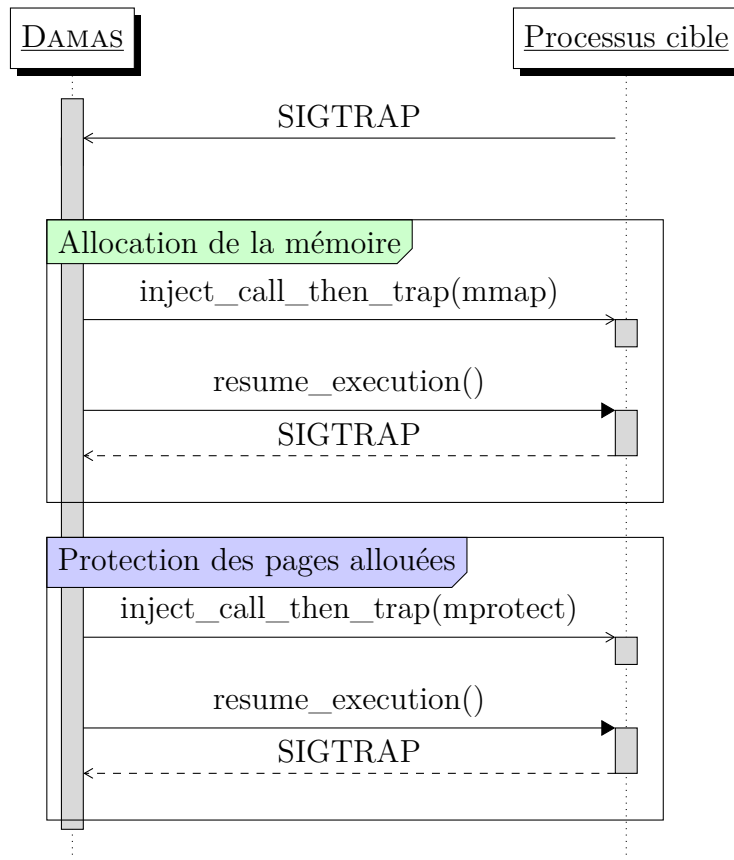 DAMAS
Processus cible
SIGTRAP
Allocation de la mémoire
inject_call_then_trap(mmap)
resume_execution()
SIGTRAP
Protection des pages allouées
inject_call_then_trap(mprotect)
resume_execution()
SIGTRAP